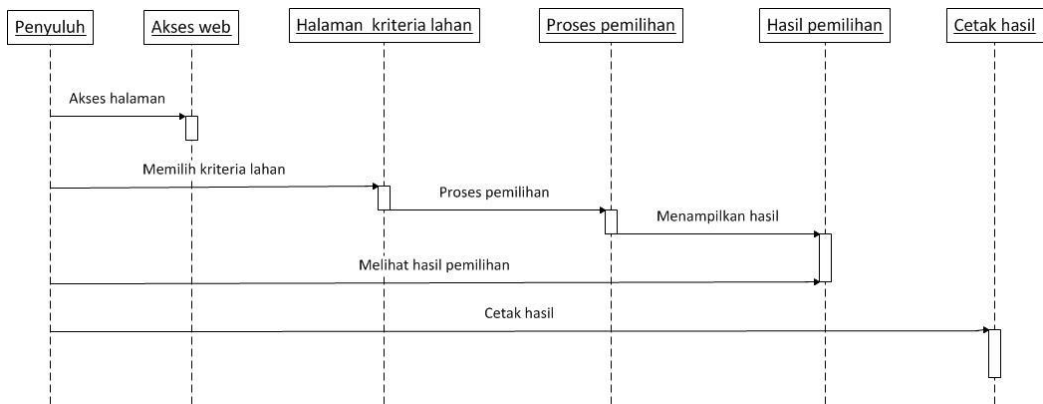 Penyuluh
Akses web
Halaman kriteria lahan
Proses pemilihan
Hasil pemilihan
Cetak hasil
Akses halaman
Memilih kriteria lahan
Proses pemilihan
Menampilkan hasil
Melihat hasil pemilihan
Cetak hasil